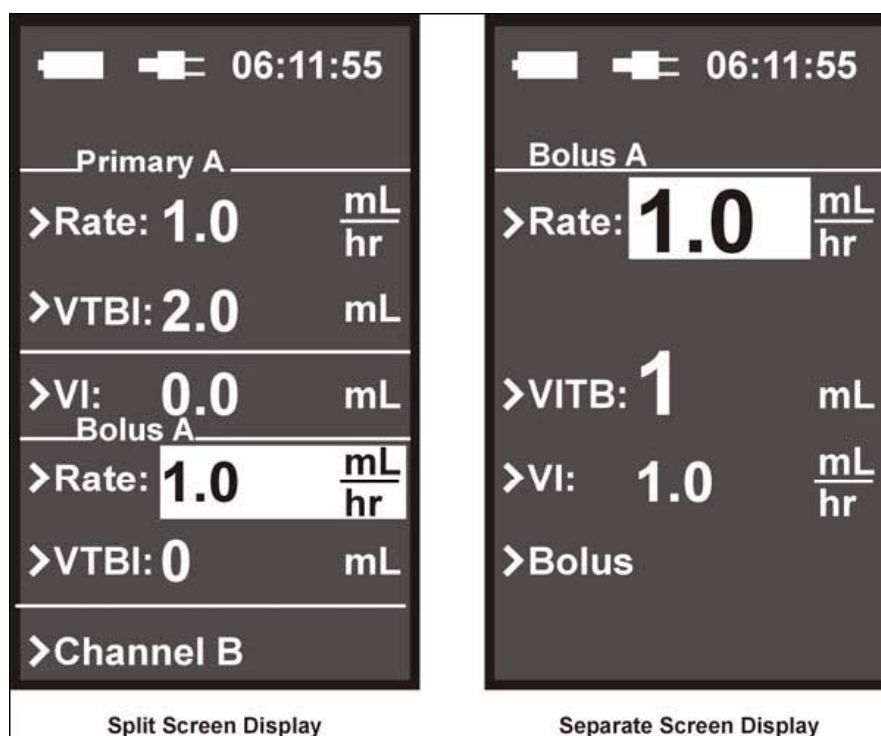 06:11:55
Primary A
>Rate: 1.0 mL/hr
>VTBI: 2.0 mL
>VI: 0.0 mL
Bolus A
>Rate: 1.0 mL/hr
>VTBI: 0 mL
>Channel B
Split Screen Display
06:11:55
Bolus A
>Rate: 1.0 mL/hr
>VITB: 1 mL
>VI: 1.0 mL/hr
>Bolus
Separate Screen Display